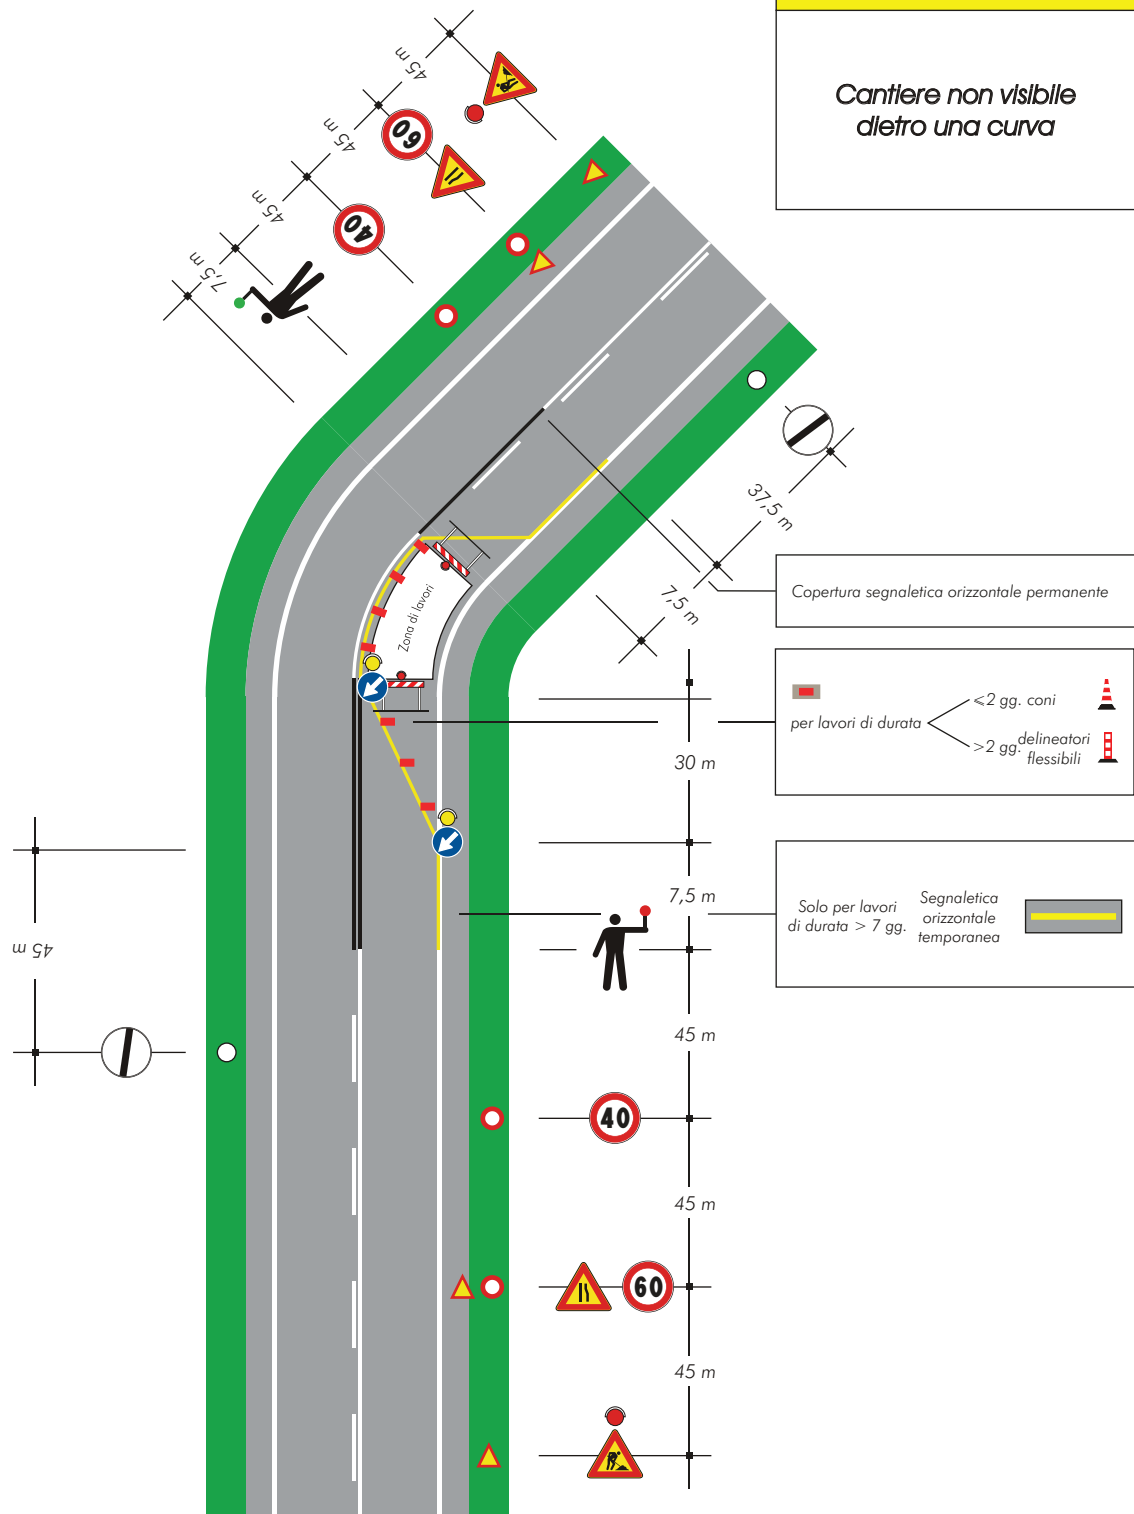 Cantiere non visibile
dietro una curva
45 m
45 m
60
45 m
40
7,5 m
37,5 m
Copertura segnaletica orizzontale permanente
7,5 m
Zona di lavori
per lavori di durata
≤2 gg. coni
>2 gg. delineatori
flessibili
30 m
7,5 m
Solo per lavori
di durata > 7 gg.
Segnaletica
orizzontale
temporanea
45 m
45 m
40
45 m
60
45 m